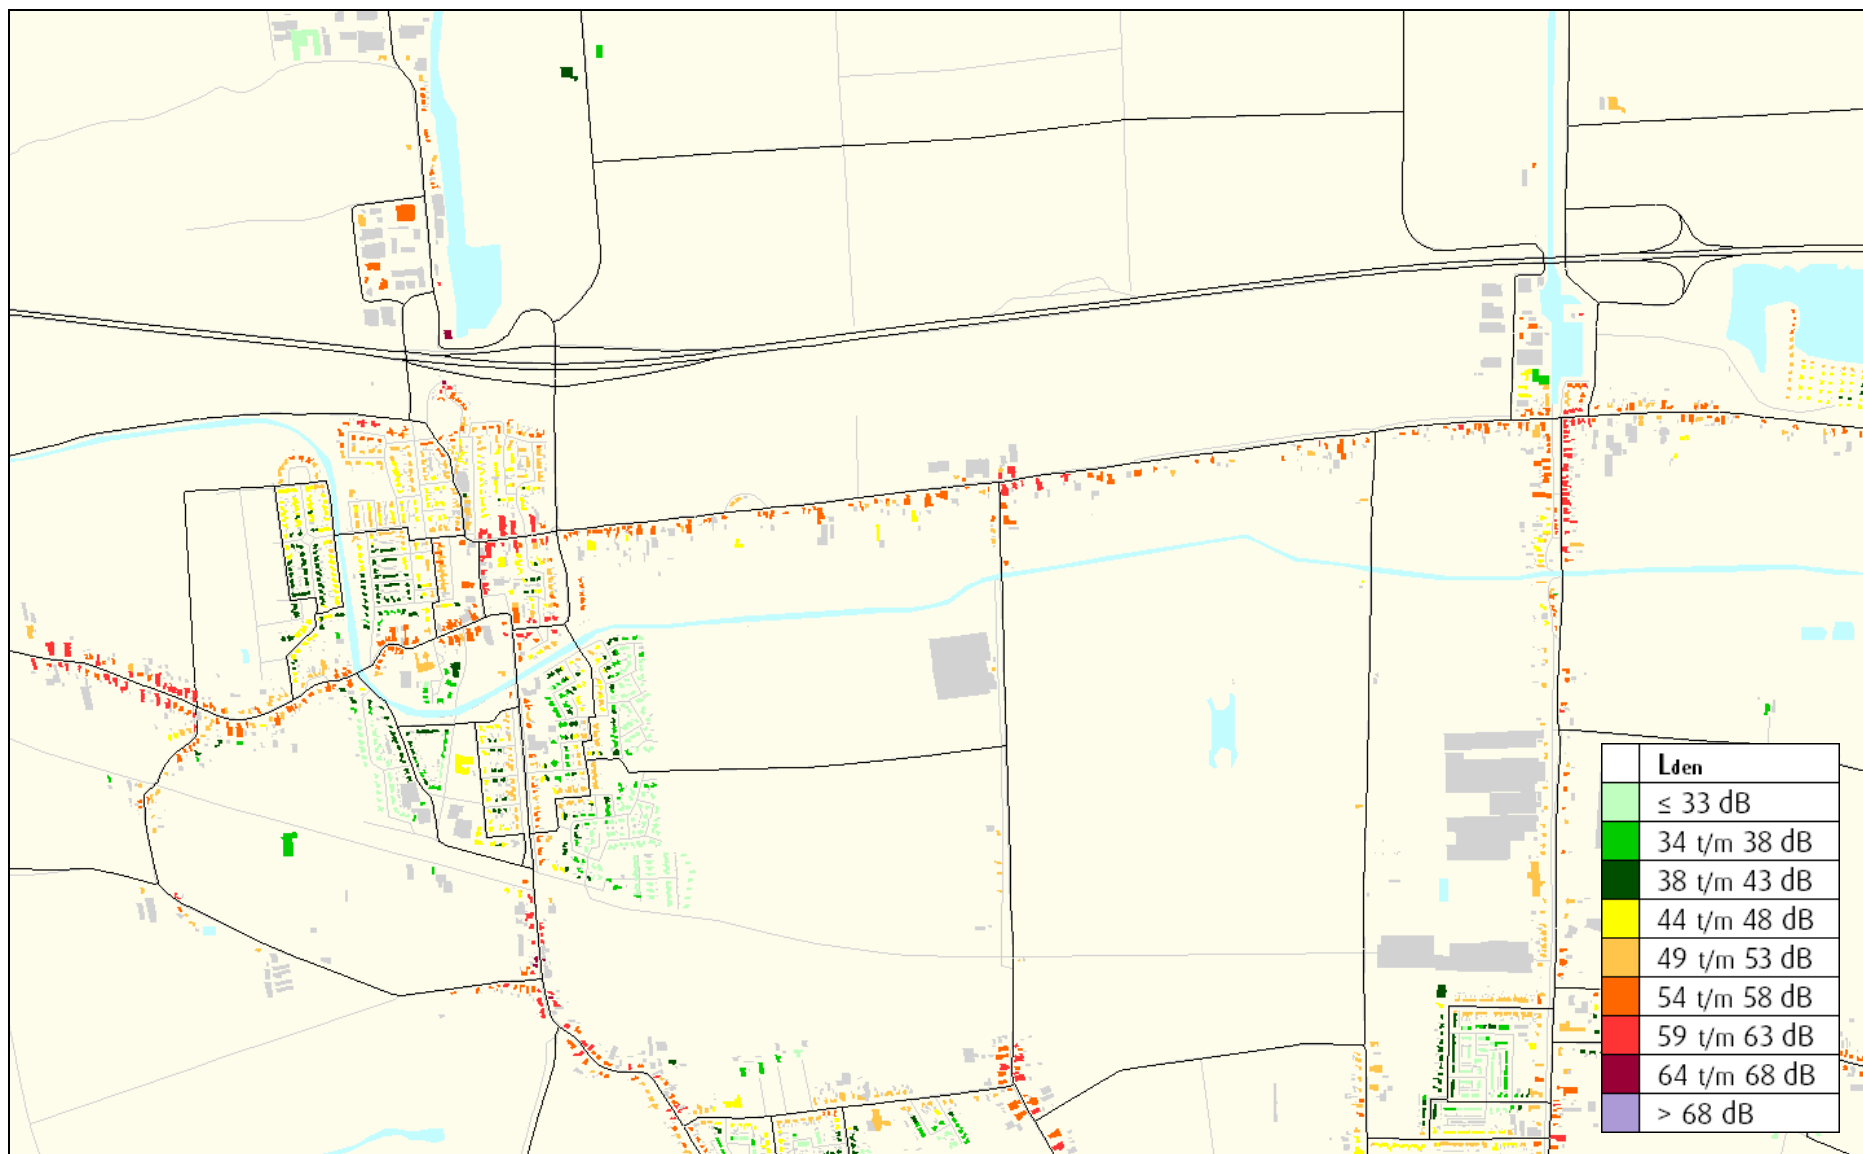 Lden
≤ 33 dB
34 t/m 38 dB
38 t/m 43 dB
44 t/m 48 dB
49 t/m 53 dB
54 t/m 58 dB
59 t/m 63 dB
64 t/m 68 dB
> 68 dB